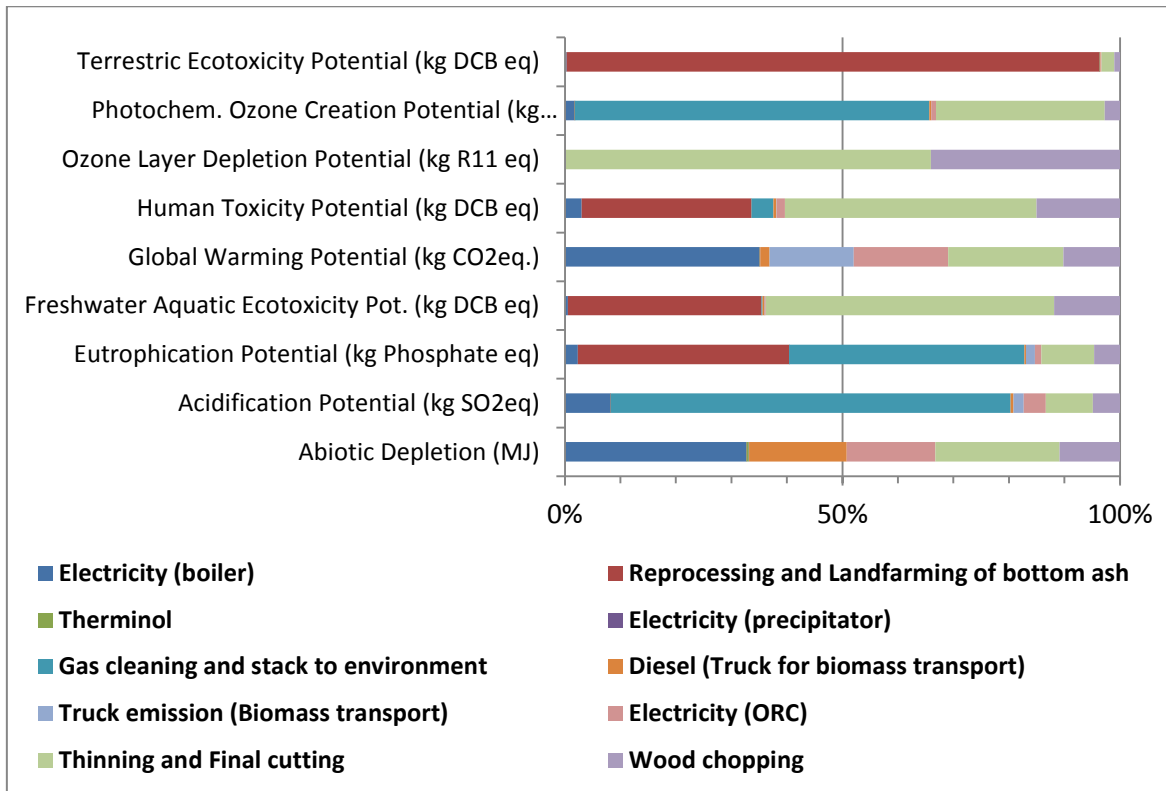 Terrestric Ecotoxicity Potential (kg DCB eq)
Photochem. Ozone Creation Potential (kg...
Ozone Layer Depletion Potential (kg R11 eq)
Human Toxicity Potential (kg DCB eq)
Global Warming Potential (kg CO2eq.)
Freshwater Aquatic Ecotoxicity Pot. (kg DCB eq)
Eutrophication Potential (kg Phosphate eq)
Acidification Potential (kg SO2eq)
Abiotic Depletion (MJ)
0% 50% 100%
Electricity (boiler) Reprocessing and Landfarming of bottom ash
Therminol Electricity (precipitator)
Gas cleaning and stack to environment Diesel (Truck for biomass transport)
Truck emission (Biomass transport) Electricity (ORC)
Thinning and Final cutting Wood chopping